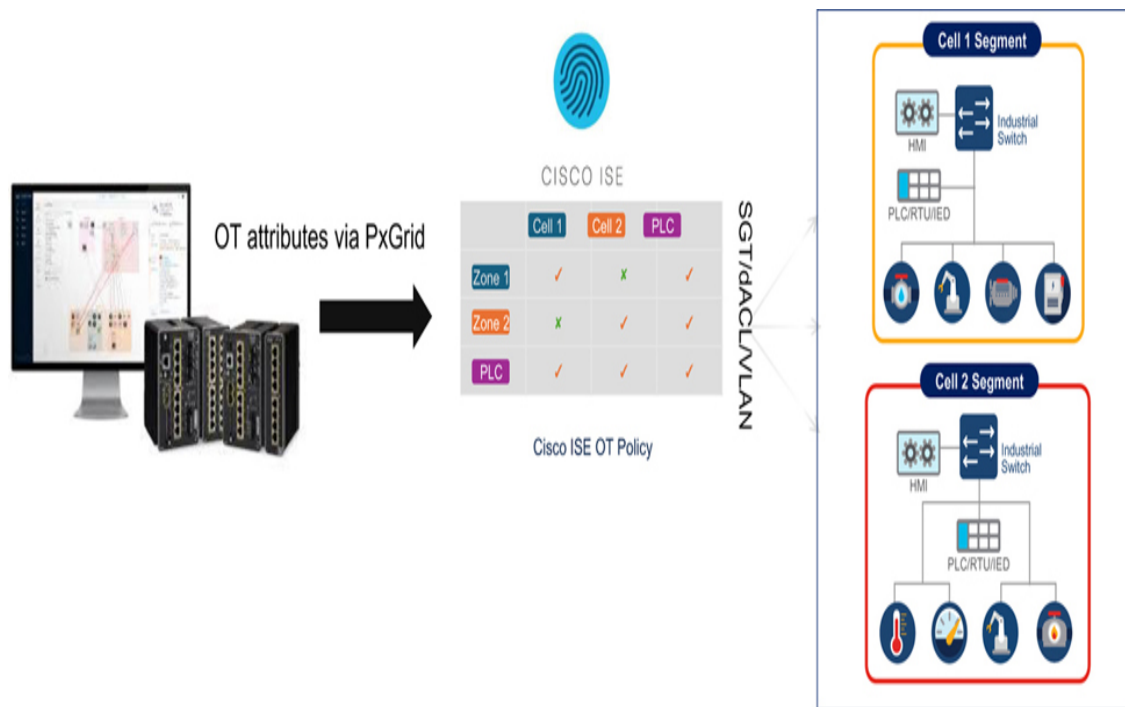 OT attributes via PxGrid
CISCO ISE
Cell 1 Cell 2 PLC
Zone 1 ✓ × ✓
Zone 2 × ✓ ✓
PLC ✓ ✓ ✓
Cisco ISE OT Policy
SGT/dACL/VLAN
Cell 1 Segment
HMI
Industrial
Switch
PLC/RTU/IED
Cell 2 Segment
HMI
Industrial
Switch
PLC/RTU/IED